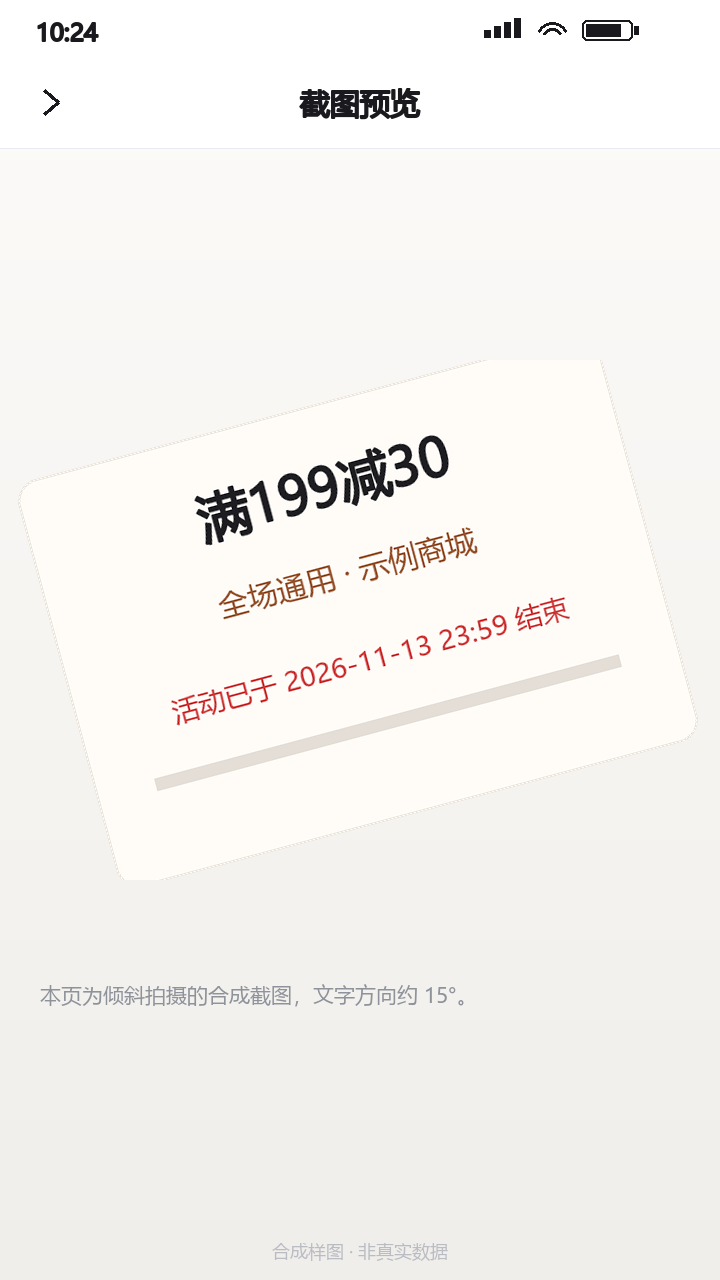 10:24
截图预览
满199减30
全场通用 · 示例商城
活动已于 2026-11-13 23:59 结束
本页为倾斜拍摄的合成截图，文字方向约 15°。
合成样图 · 非真实数据